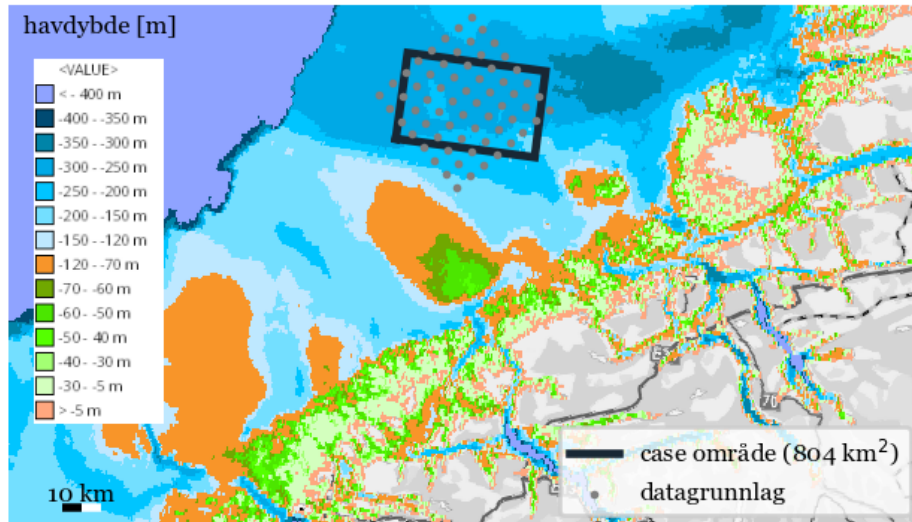 havdybde [m]
<VALUE>
< - 400 m
-400 - -350 m
-350 - -300 m
-300 - -250 m
-250 - -200 m
-200 - -150 m
-150 - -120 m
-120 - -70 m
-70 - -60 m
-60 - -50 m
-50 - 40 m
-40 - -30 m
-30 - -5 m
> -5 m
70
case område (804 km²)
datagrunnlag
10 km